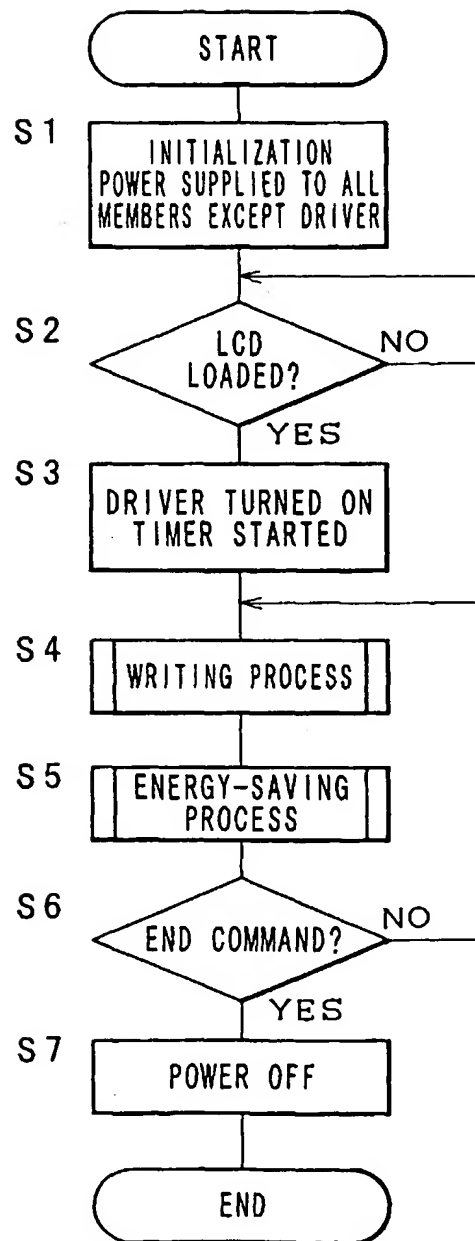 START
S1
INITIALIZATION
POWER SUPPLIED TO ALL
MEMBERS EXCEPT DRIVER
S2
LCD
LOADED?
NO
YES
S3
DRIVER TURNED ON
TIMER STARTED
S4
WRITING PROCESS
S5
ENERGY-SAVING
PROCESS
S6
END COMMAND?
NO
YES
S7
POWER OFF
END